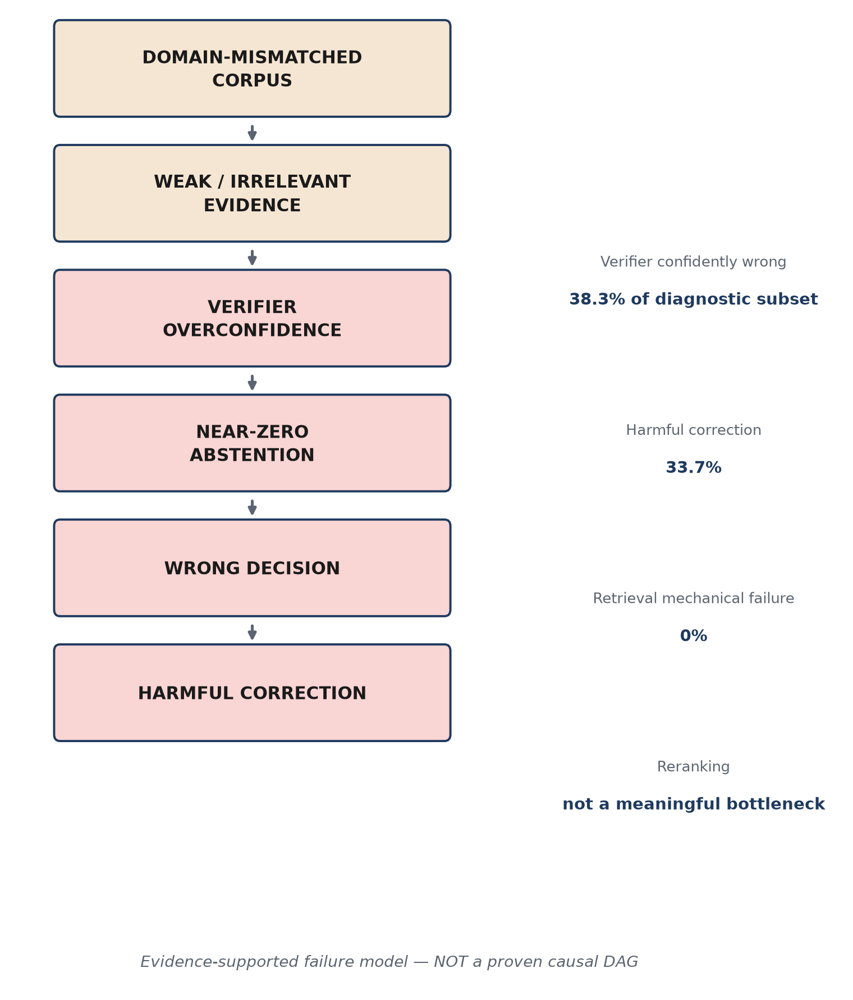 DOMAIN-MISMATCHED
CORPUS
WEAK / IRRELEVANT
EVIDENCE
VERIFIER
OVERCONFIDENCE
NEAR-ZERO
ABSTENTION
WRONG DECISION
HARMFUL CORRECTION
Verifier confidently wrong
38.3% of diagnostic subset
Harmful correction
33.7%
Retrieval mechanical failure
0%
Reranking
not a meaningful bottleneck
Evidence-supported failure model — NOT a proven causal DAG